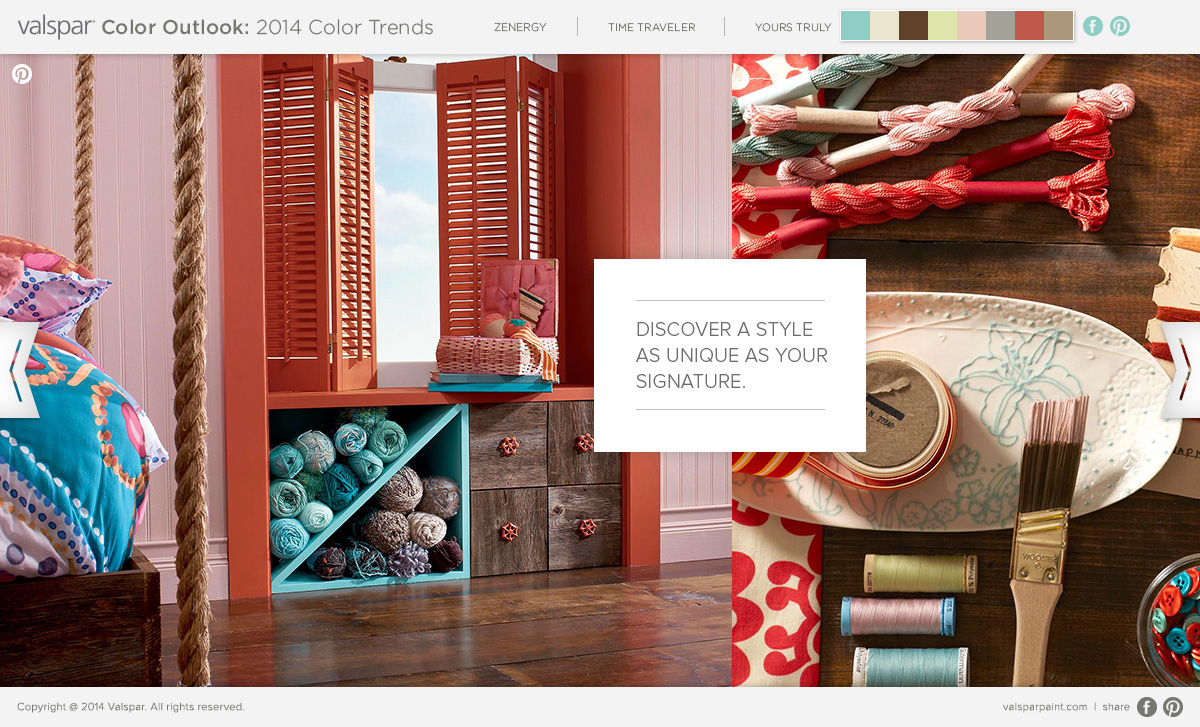 valspar Color Outlook: 2014 Color Trends
ZENERGY
TIME TRAVELER
YOURS TRULY
DISCOVER A STYLE
AS UNIQUE AS YOUR
SIGNATURE.
WOOSTER
Copyright @ 2014 Valspar. All rights reserved.
valsparpaint.com | share